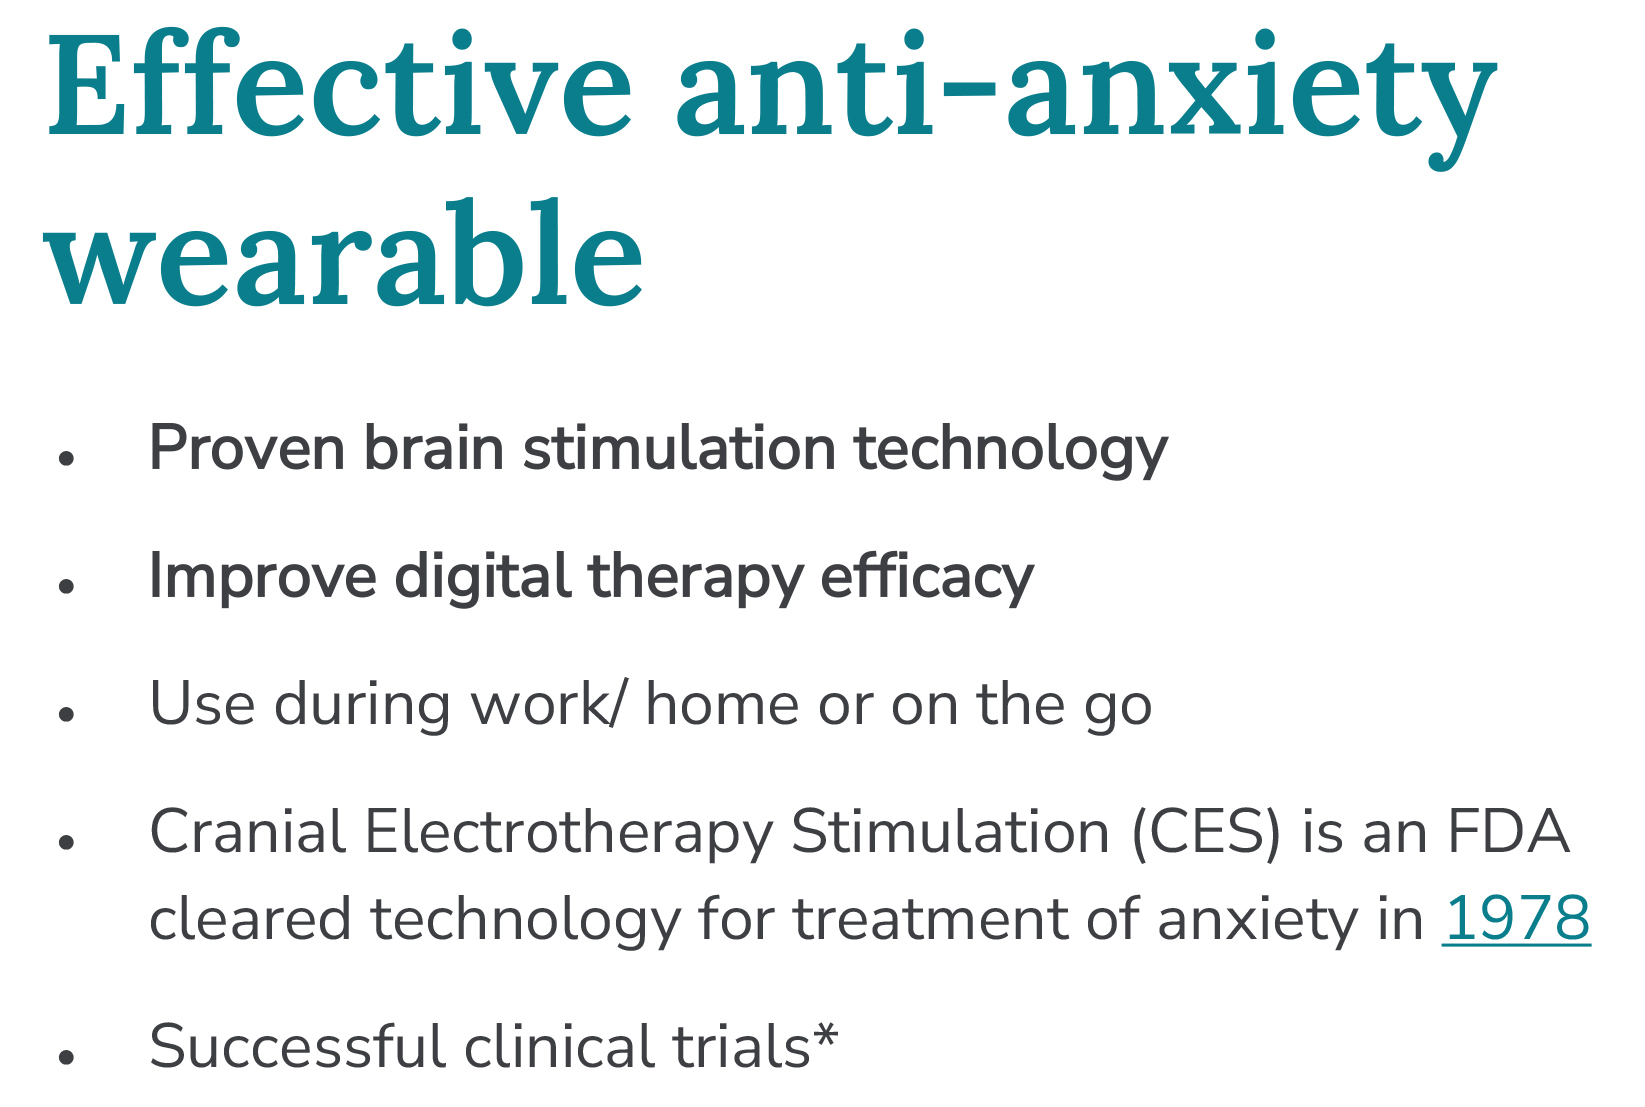 Effective anti-anxiety
wearable
• Proven brain stimulation technology
• Improve digital therapy efficacy
• Use during work/ home or on the go
• Cranial Electrotherapy Stimulation (CES) is an FDA
cleared technology for treatment of anxiety in 1978
• Successful clinical trials*